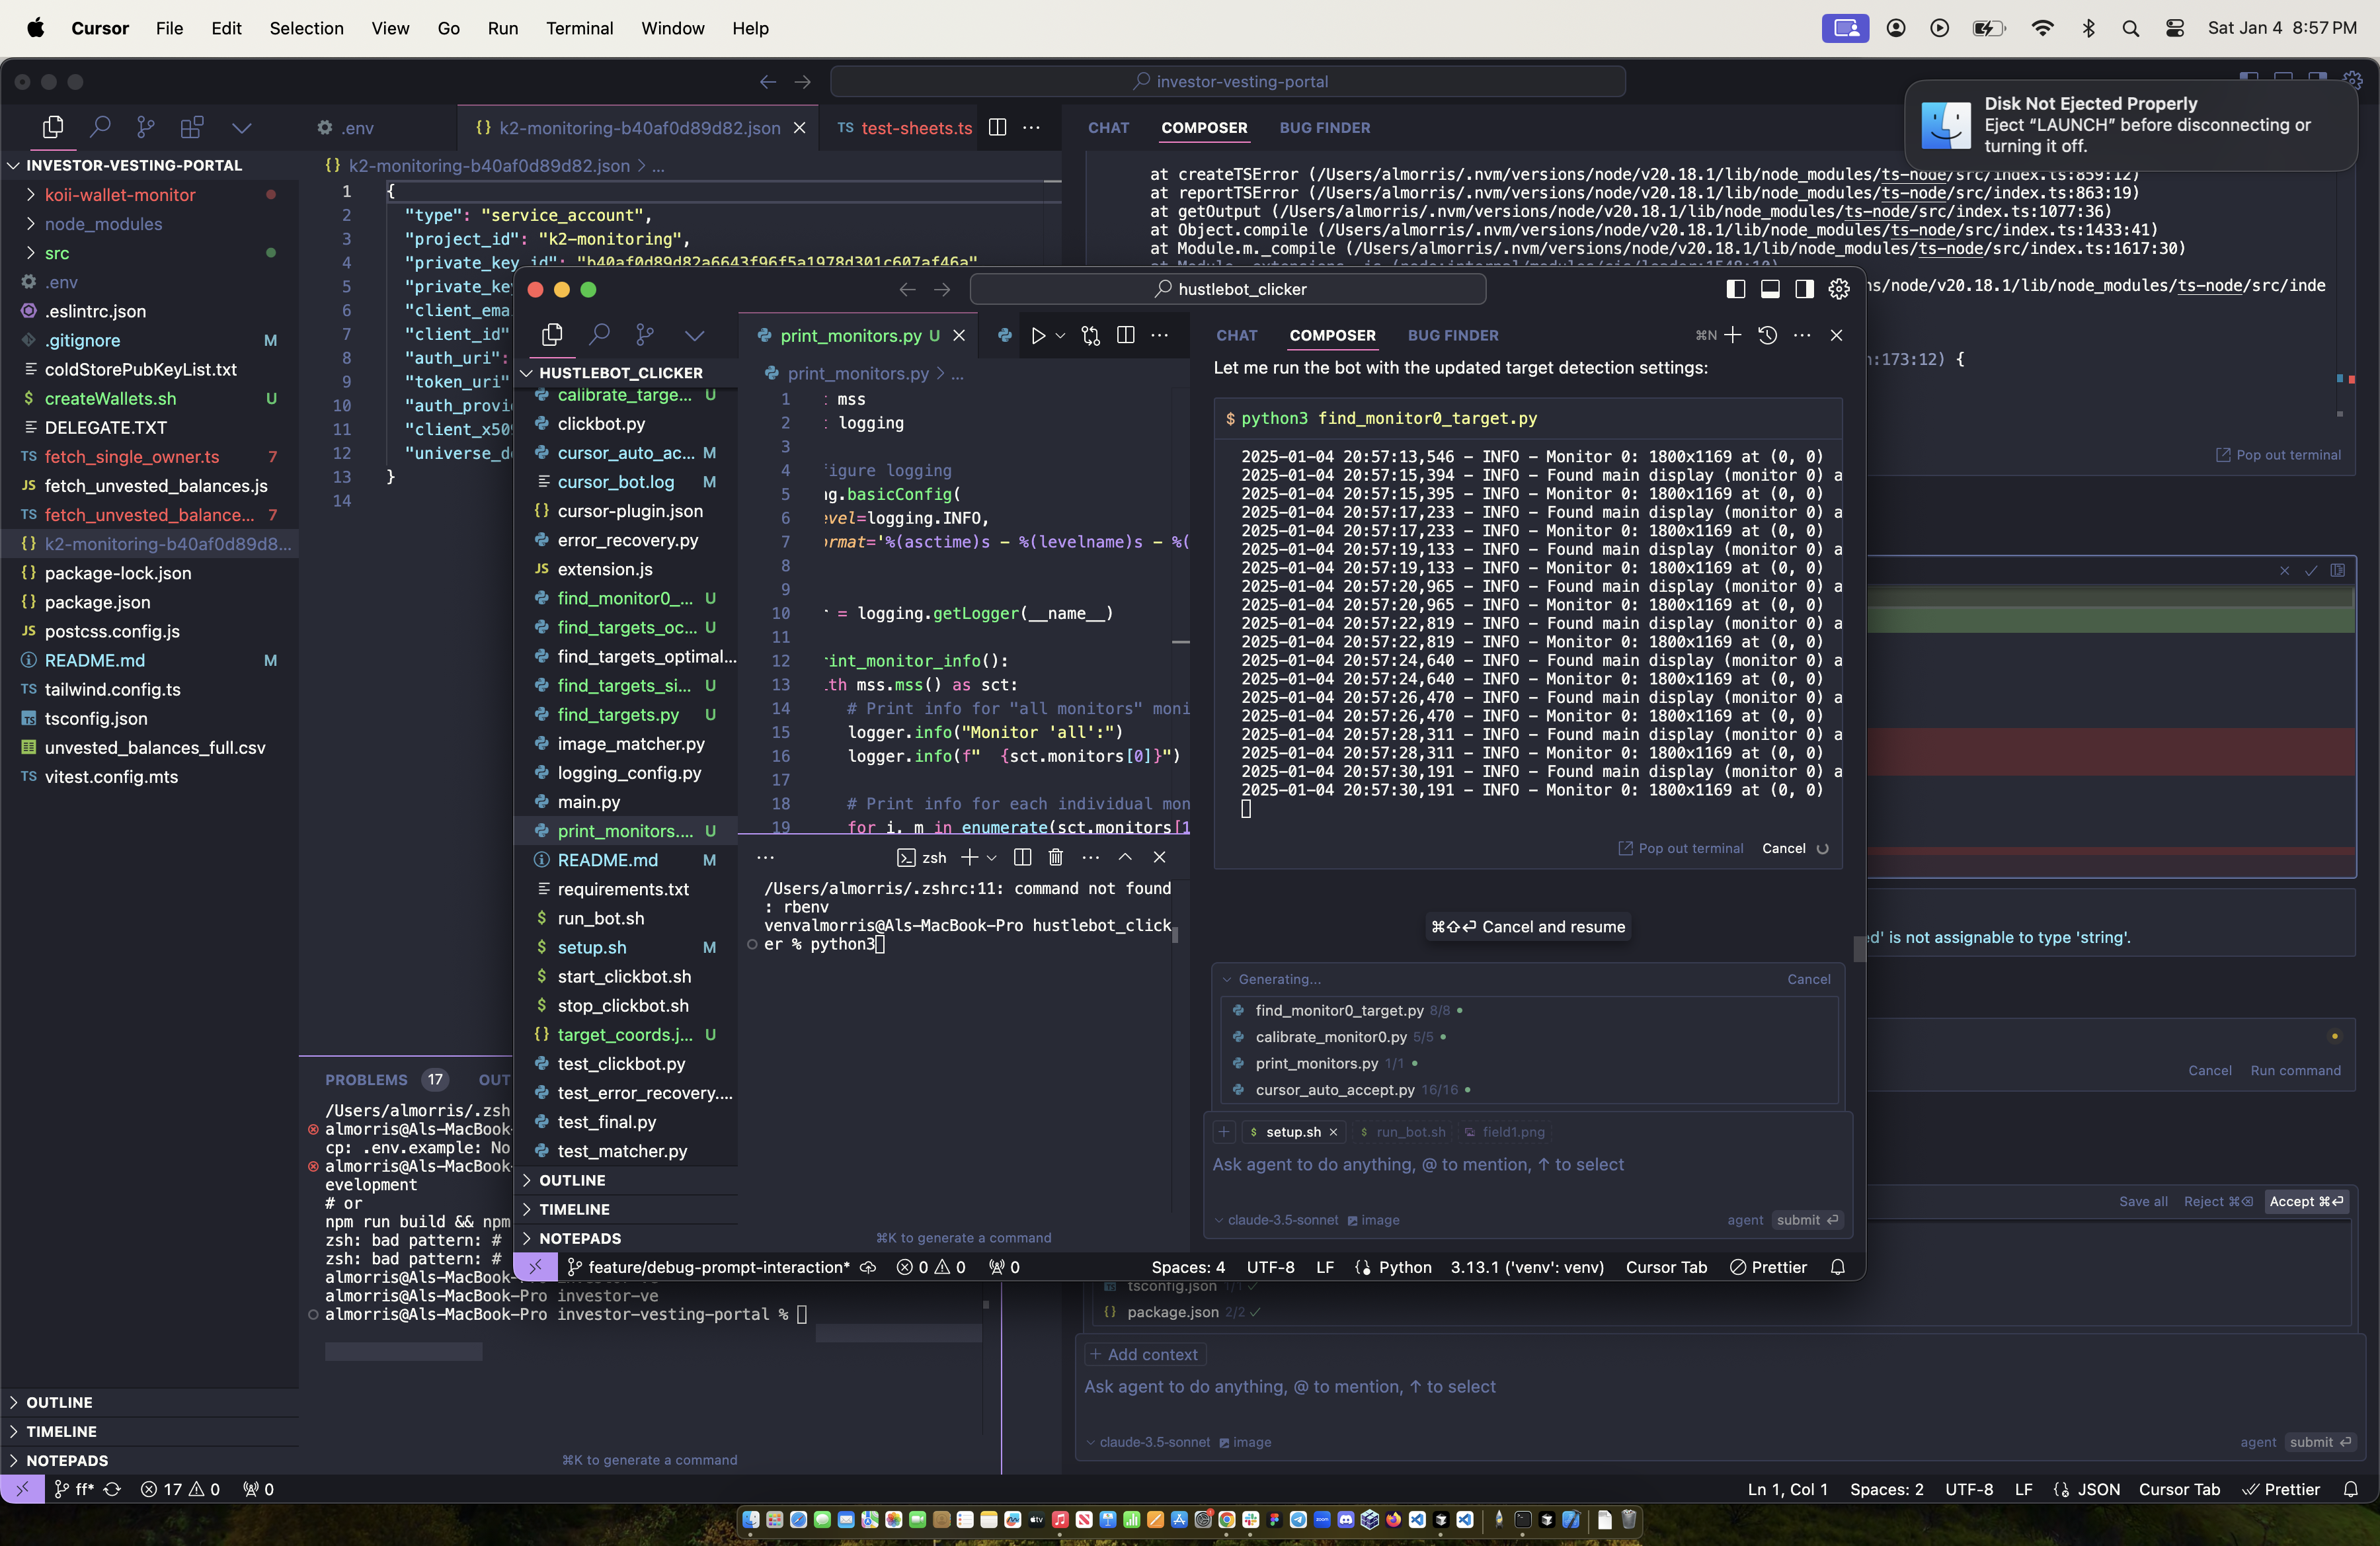 Cursor File Edit Selection View Go Run Terminal Window Help
Sat Jan 4 8:57 PM
investor-vesting-portal
Disk Not Ejected Properly
Eject “LAUNCH” before disconnecting or
turning it off.
INVESTOR-VESTING-PORTAL
koii-wallet-monitor
node_modules
src
.env
.eslintrc.json
.gitignore M
coldStorePubKeyList.txt
createWallets.sh U
DELEGATE.TXT
fetch_single_owner.ts 7
fetch_unvested_balances.js
fetch_unvested_balance... 7
k2-monitoring-b40af0d89d8...
package-lock.json
package.json
postcss.config.js
README.md M
tailwind.config.ts
tsconfig.json
unvested_balances_full.csv
vitest.config.mts
OUTLINE
TIMELINE
NOTEPADS
.env
k2-monitoring-b40af0d89d82.json
test-sheets.ts
k2-monitoring-b40af0d89d82.json > ...
1 {
2 "type": "service_account",
3 "project_id": "k2-monitoring",
4 "private_key_id": "b40af0d89d82a6643f96f5a1978d301c607af46a"
5 "private_key
6 "client_emai
7 "client_id"
8 "auth_uri":
9 "token_uri"
10 "auth_provi
11 "client_x509
12 "universe_do
13 }
14
PROBLEMS 17 OUT
/Users/almorris/.zsh
almorris@Als-MacBook-
cp: .env.example: No
almorris@Als-MacBook-
evelopment
# or
npm run build && npm
zsh: bad pattern: #
zsh: bad pattern: #
almorris@Als-MacBook-Pro investor-ve
almorris@Als-MacBook-Pro investor-ve
almorris@Als-MacBook-Pro investor-vesting-portal %
⌘K to generate a command
CHAT COMPOSER BUG FINDER
at createTSError (/Users/almorris/.nvm/versions/node/v20.18.1/lib/node_modules/ts-node/src/index.ts:859:12)
at reportTSError (/Users/almorris/.nvm/versions/node/v20.18.1/lib/node_modules/ts-node/src/index.ts:863:19)
at getOutput (/Users/almorris/.nvm/versions/node/v20.18.1/lib/node_modules/ts-node/src/index.ts:1077:36)
at Object.compile (/Users/almorris/.nvm/versions/node/v20.18.1/lib/node_modules/ts-node/src/index.ts:1433:41)
at Module.m._compile (/Users/almorris/.nvm/versions/node/v20.18.1/lib/node_modules/ts-node/src/index.ts:1617:30)
ns/node/v20.18.1/lib/node_modules/ts-node/src/inde
n:173:12) {
Pop out terminal
ed' is not assignable to type 'string'.
Cancel Run command
Save all Reject ⌘⌫ Accept ⌘⏎
tsconfig.json 1/1 ✓
package.json 2/2 ✓
+ Add context
Ask agent to do anything, @ to mention, ↑ to select
claude-3.5-sonnet image
agent submit ⏎
hustlebot_clicker
HUSTLEBOT_CLICKER
calibrate_targe... U
clickbot.py
cursor_auto_ac... M
cursor_bot.log M
cursor-plugin.json
error_recovery.py
extension.js
find_monitor0_... U
find_targets_oc... U
find_targets_optimal...
find_targets_si... U
find_targets.py U
image_matcher.py
logging_config.py
main.py
print_monitors.... U
README.md M
requirements.txt
run_bot.sh
setup.sh M
start_clickbot.sh
stop_clickbot.sh
target_coords.j... U
test_clickbot.py
test_error_recovery....
test_final.py
test_matcher.py
OUTLINE
TIMELINE
NOTEPADS
print_monitors.py U
print_monitors.py > ...
1 : mss
2 : logging
3
4 figure logging
5 ng.basicConfig(
6 evel=logging.INFO,
7 ormat='%(asctime)s - %(levelname)s - %(
8
9
10 r = logging.getLogger(__name__)
11
12 rint_monitor_info():
13 ith mss.mss() as sct:
14 # Print info for "all monitors" moni
15 logger.info("Monitor 'all':")
16 logger.info(f" {sct.monitors[0]}")
17
18 # Print info for each individual mon
19 for i, m in enumerate(sct.monitors[1
zsh
/Users/almorris/.zshrc:11: command not found
: rbenv
venvalmorris@Als-MacBook-Pro hustlebot_click
er % python3
⌘K to generate a command
CHAT COMPOSER BUG FINDER
⌘N
Let me run the bot with the updated target detection settings:
$ python3 find_monitor0_target.py
2025-01-04 20:57:13,546 - INFO - Monitor 0: 1800x1169 at (0, 0)
2025-01-04 20:57:15,394 - INFO - Found main display (monitor 0) a
2025-01-04 20:57:15,395 - INFO - Monitor 0: 1800x1169 at (0, 0)
2025-01-04 20:57:17,233 - INFO - Found main display (monitor 0) a
2025-01-04 20:57:17,233 - INFO - Monitor 0: 1800x1169 at (0, 0)
2025-01-04 20:57:19,133 - INFO - Found main display (monitor 0) a
2025-01-04 20:57:19,133 - INFO - Monitor 0: 1800x1169 at (0, 0)
2025-01-04 20:57:20,965 - INFO - Found main display (monitor 0) a
2025-01-04 20:57:20,965 - INFO - Monitor 0: 1800x1169 at (0, 0)
2025-01-04 20:57:22,819 - INFO - Found main display (monitor 0) a
2025-01-04 20:57:22,819 - INFO - Monitor 0: 1800x1169 at (0, 0)
2025-01-04 20:57:24,640 - INFO - Found main display (monitor 0) a
2025-01-04 20:57:24,640 - INFO - Monitor 0: 1800x1169 at (0, 0)
2025-01-04 20:57:26,470 - INFO - Found main display (monitor 0) a
2025-01-04 20:57:26,470 - INFO - Monitor 0: 1800x1169 at (0, 0)
2025-01-04 20:57:28,311 - INFO - Found main display (monitor 0) a
2025-01-04 20:57:28,311 - INFO - Monitor 0: 1800x1169 at (0, 0)
2025-01-04 20:57:30,191 - INFO - Found main display (monitor 0) a
2025-01-04 20:57:30,191 - INFO - Monitor 0: 1800x1169 at (0, 0)
Pop out terminal Cancel
⌘⇧⏎ Cancel and resume
Generating... Cancel
find_monitor0_target.py 8/8
calibrate_monitor0.py 5/5
print_monitors.py 1/1
cursor_auto_accept.py 16/16
+ setup.sh × run_bot.sh field1.png
Ask agent to do anything, @ to mention, ↑ to select
claude-3.5-sonnet image
agent submit ⏎
feature/debug-prompt-interaction* 0 0 0
Spaces: 4 UTF-8 LF Python 3.13.1 ('venv': venv) Cursor Tab Prettier
ff* 17 0 0
Ln 1, Col 1 Spaces: 2 UTF-8 LF JSON Cursor Tab Prettier